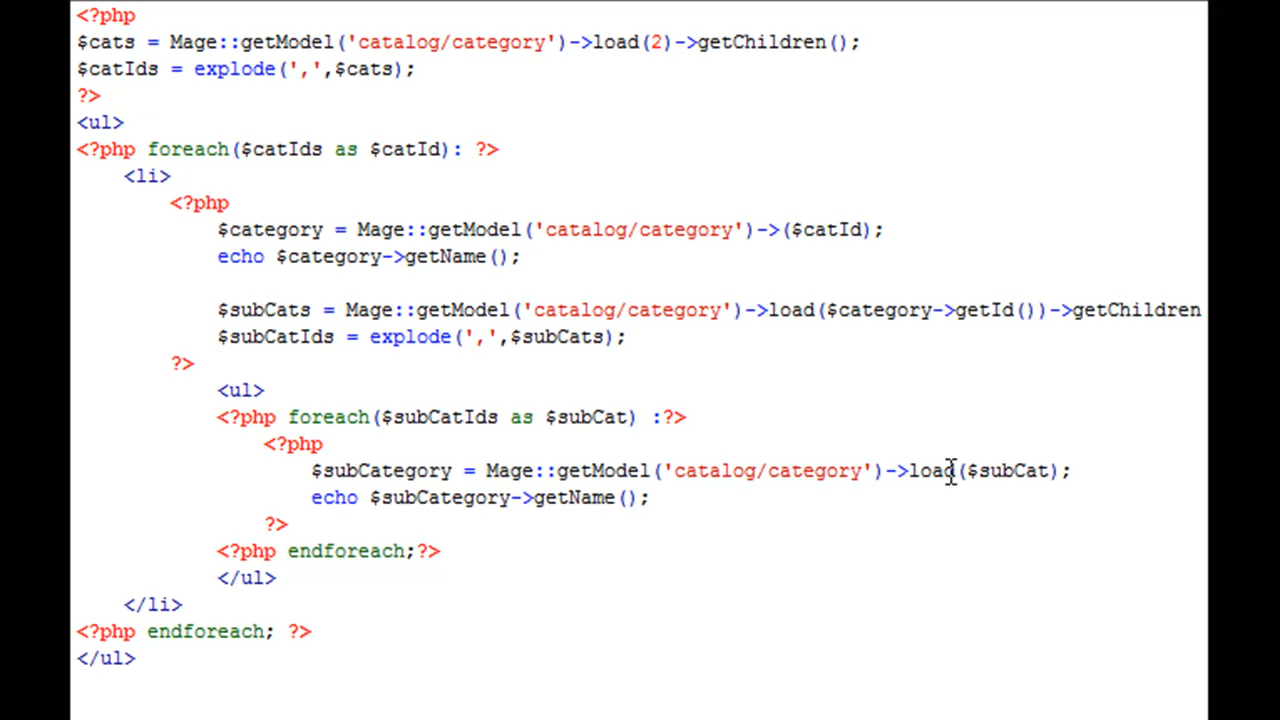 <?php
$cats = Mage::getModel('catalog/category')->load(2)->getChildren();
$catIds = explode(',',$cats);
?>
<ul>
<?php foreach($catIds as $catId): ?>
<li>
<?php
$category = Mage::getModel('catalog/category')->($catId);
echo $category->getName();
$subCats = Mage::getModel('catalog/category')->load($category->getId())->getChildren
$subCatIds = explode(',',$subCats);
?>
<ul>
<?php foreach($subCatIds as $subCat) :?>
<?php
$subCategory = Mage::getModel('catalog/category')->load($subCat);
echo $subCategory->getName();
?>
<?php endforeach;?>
</ul>
</li>
<?php endforeach; ?>
</ul>